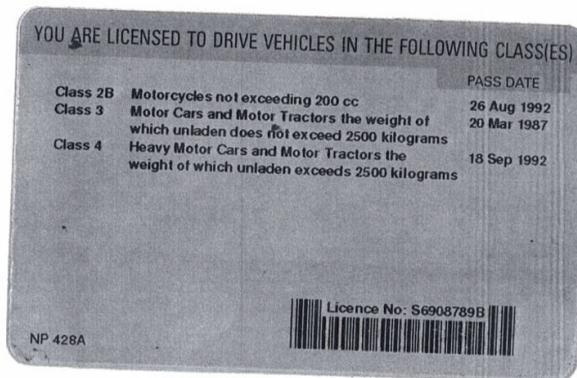 YOU ARE LICENSED TO DRIVE VEHICLES IN THE FOLLOWING CLASS(ES)
PASS DATE
Class 2B Motorcycles not exceeding 200 cc 26 Aug 1992
Class 3 Motor Cars and Motor Tractors the weight of 20 Mar 1987
which unladen does not exceed 2500 kilograms
Class 4 Heavy Motor Cars and Motor Tractors the 18 Sep 1992
weight of which unladen exceeds 2500 kilograms
Licence No: S6908789B
NP 428A